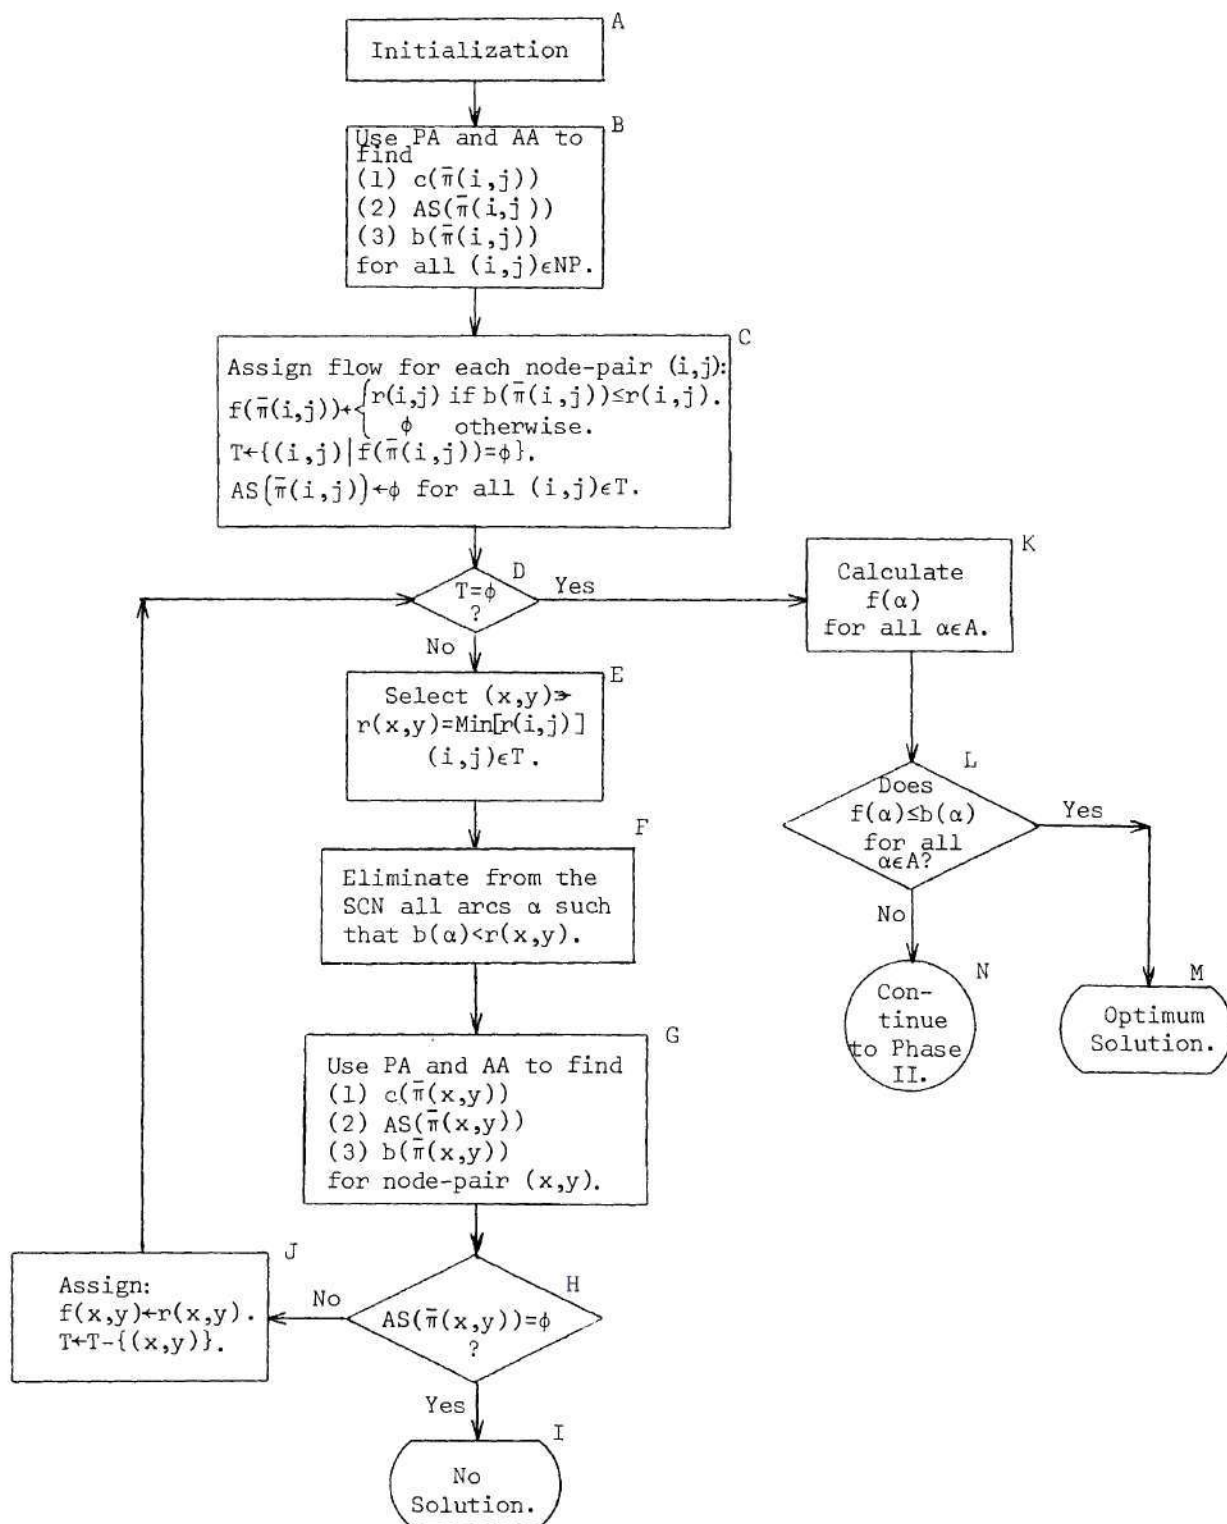 A
Initialization
B
Use PA and AA to
find
(1) c(π̄(i,j))
(2) AS(π̄(i,j ))
(3) b(π̄(i,j))
for all (i,j)εNP.
C
Assign flow for each node-pair (i,j):
f(π̄(i,j))←{r(i,j) if b(π̄(i,j))≤r(i,j).
ϕ otherwise.
T←{(i,j)|f(π̄(i,j))=ϕ}.
AS(π̄(i,j))←ϕ for all (i,j)εT.
D
T=ϕ
?
Yes
No
K
Calculate
f(α)
for all αεA.
E
Select (x,y)∋
r(x,y)=Min[r(i,j)]
(i,j)εT.
L
Does
f(α)≤b(α)
for all
αεA?
Yes
No
F
Eliminate from the
SCN all arcs α such
that b(α)<r(x,y).
N
Con-
tinue
to Phase
II.
M
Optimum
Solution.
G
Use PA and AA to find
(1) c(π̄(x,y))
(2) AS(π̄(x,y))
(3) b(π̄(x,y))
for node-pair (x,y).
J
Assign:
f(x,y)←r(x,y).
T←T-{(x,y)}.
H
AS(π̄(x,y))=ϕ
?
No
Yes
I
No
Solution.